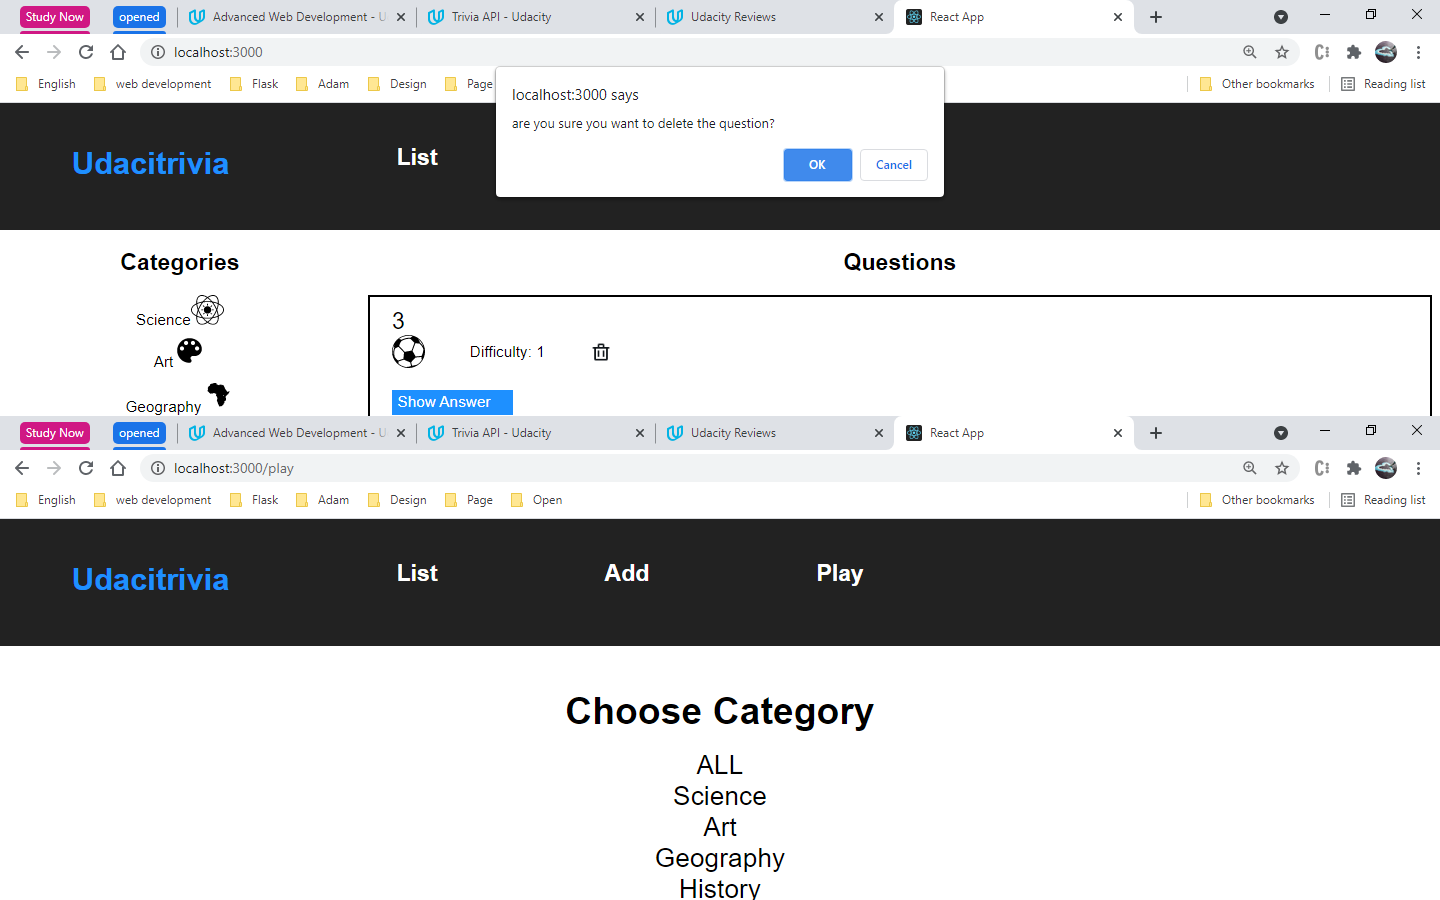 Study Now opened Advanced Web Development - U Trivia API - Udacity Udacity Reviews React App
localhost:3000
English web development Flask Adam Design Page Other bookmarks Reading list
localhost:3000 says
are you sure you want to delete the question?
OK Cancel
Udacitrivia List
Categories Questions
Science
Art
Geography
3
Difficulty: 1
Show Answer
Study Now opened Advanced Web Development - U Trivia API - Udacity Udacity Reviews React App
localhost:3000/play
English web development Flask Adam Design Page Open Other bookmarks Reading list
Udacitrivia List Add Play
Choose Category
ALL
Science
Art
Geography
History